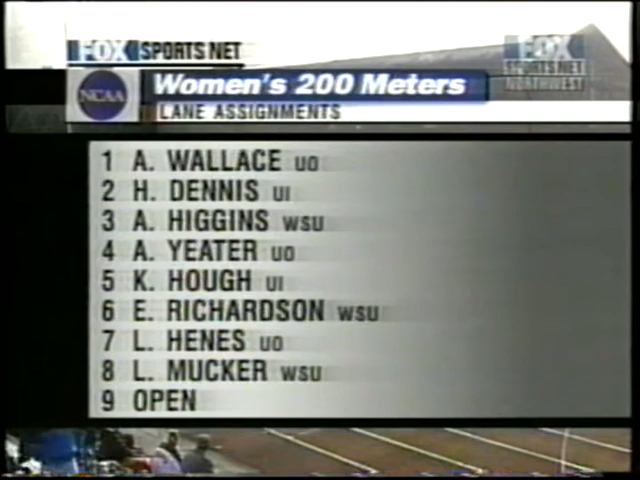 FOX SPORTS NET
FOX
SPORTS NET
NORTHWEST
NCAA
Women's 200 Meters
LANE ASSIGNMENTS
1 A. WALLACE UO
2 H. DENNIS UI
3 A. HIGGINS WSU
4 A. YEATER UO
5 K. HOUGH UI
6 E. RICHARDSON WSU
7 L. HENES UO
8 L. MUCKER WSU
9 OPEN